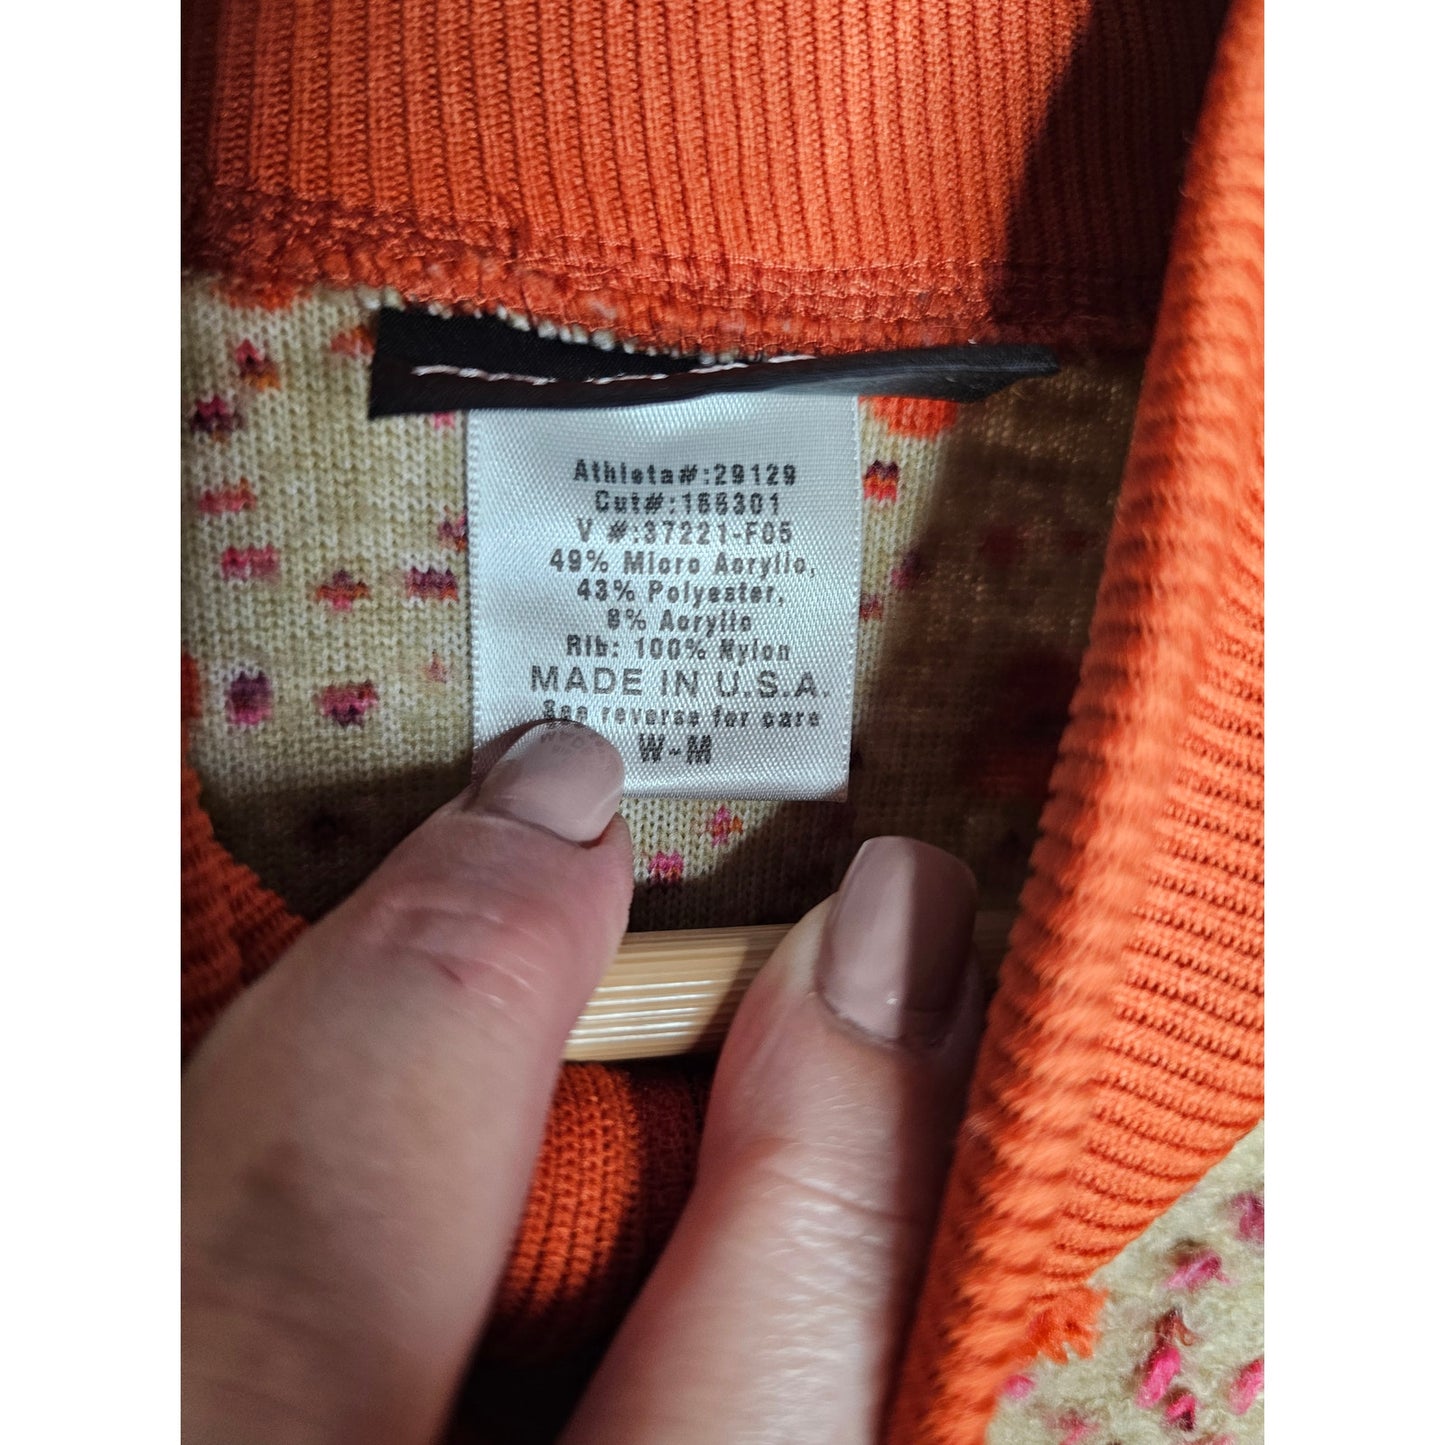 Athleta#:29129
Cut#:166301
V #:37221-F05
49% Micro Acrylic,
43% Polyester,
8% Acrylic
Rib: 100% Nylon
MADE IN U.S.A.
See reverse for care
W-M